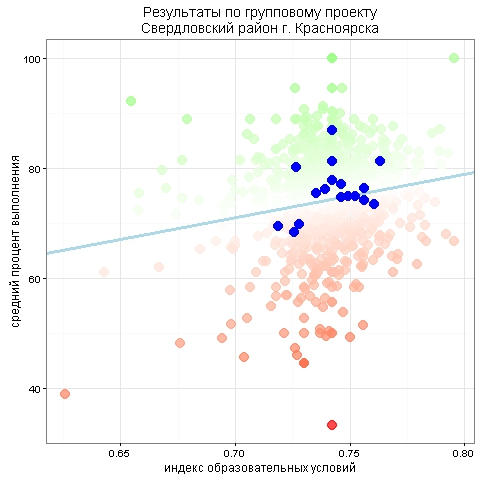 Результаты по групповому проекту
Свердловский район г. Красноярска
средний процент выполнения
100
80
60
40
0.65
0.70
0.75
0.80
индекс образовательных условий